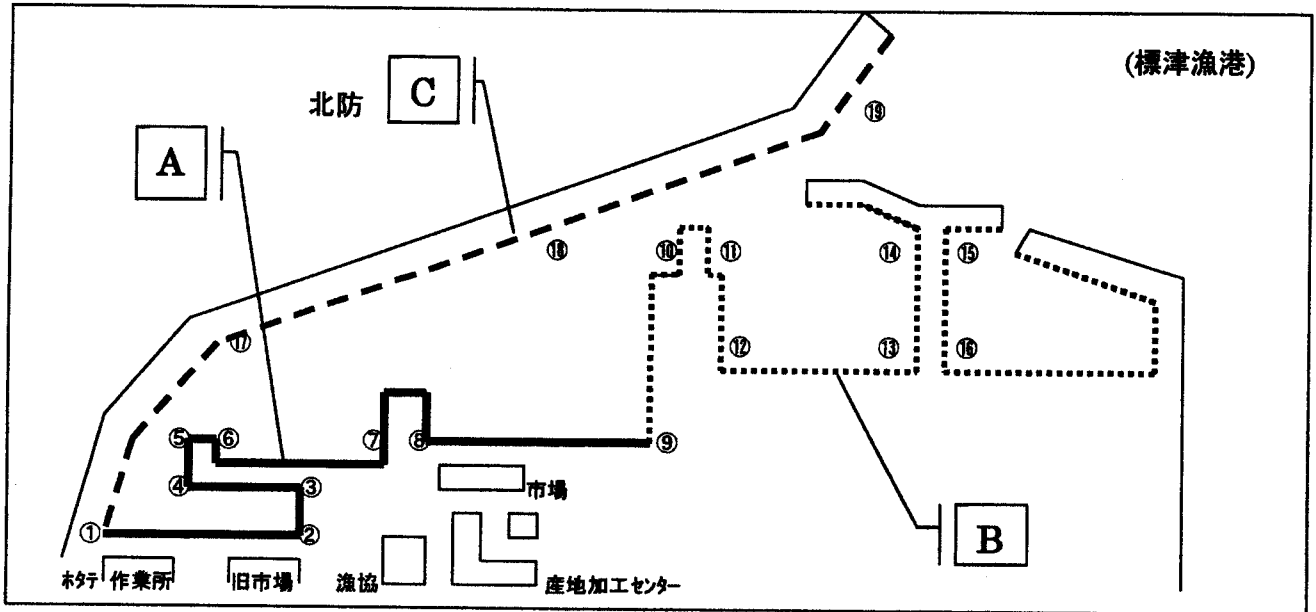 (標津漁港)
北防
C
A
B
①
②
③
④
⑤
⑥
⑦
⑧
⑨
⑩
⑪
⑫
⑬
⑭
⑮
⑯
⑰
⑱
⑲
市場
ホタテ 作業所
旧市場
漁協
産地加工センター